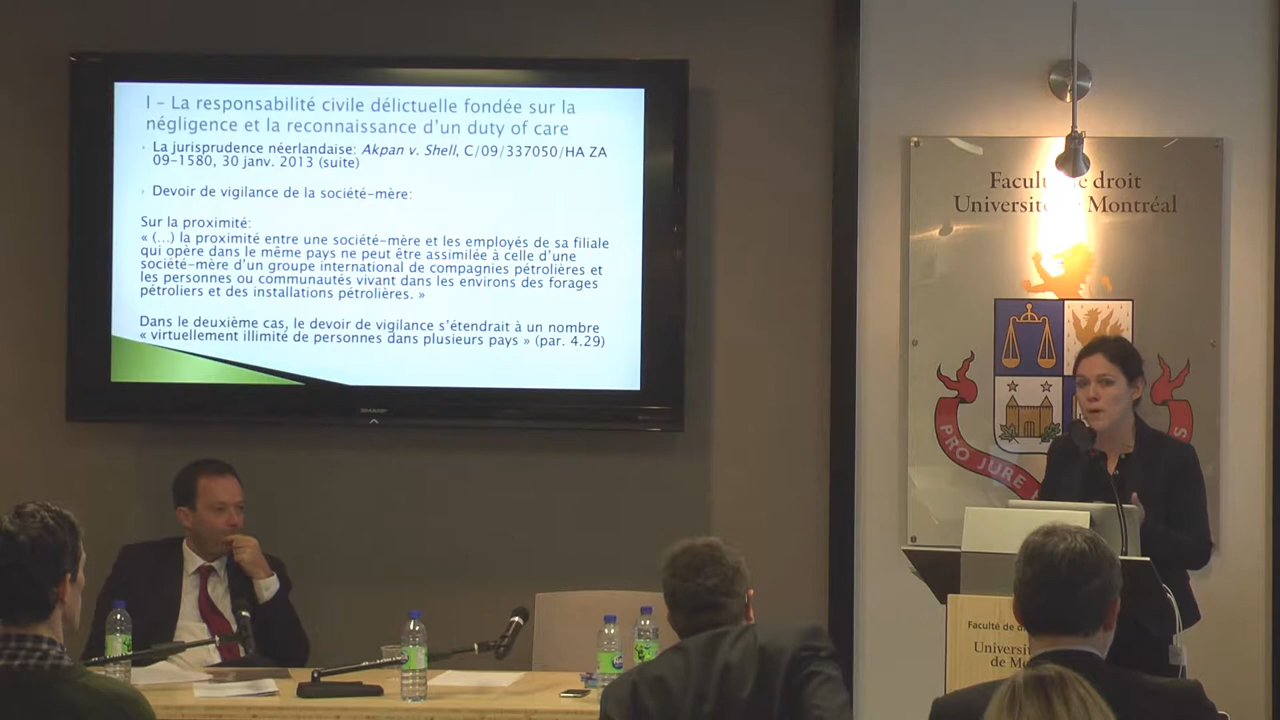 I – La responsabilité civile délictuelle fondée sur la
négligence et la reconnaissance d'un duty of care
La jurisprudence néerlandaise: Akpan v. Shell, C/09/337050/HA ZA
09-1580, 30 janv. 2013 (suite)
Devoir de vigilance de la société-mère:
Sur la proximité:
« (...) la proximité entre une société-mère et les employés de sa filiale
qui opère dans le même pays ne peut être assimilée à celle d'une
société-mère d'un groupe international de compagnies pétrolières et
les personnes ou communautés vivant dans les environs des forages
pétroliers et des installations pétrolières. »
Dans le deuxième cas, le devoir de vigilance s'étendrait à un nombre
« virtuellement illimité de personnes dans plusieurs pays » (par. 4.29)
SHARP
Faculté de droit
Université de Montréal
PRO JURE
S
Faculté de d
Universit
de Mo